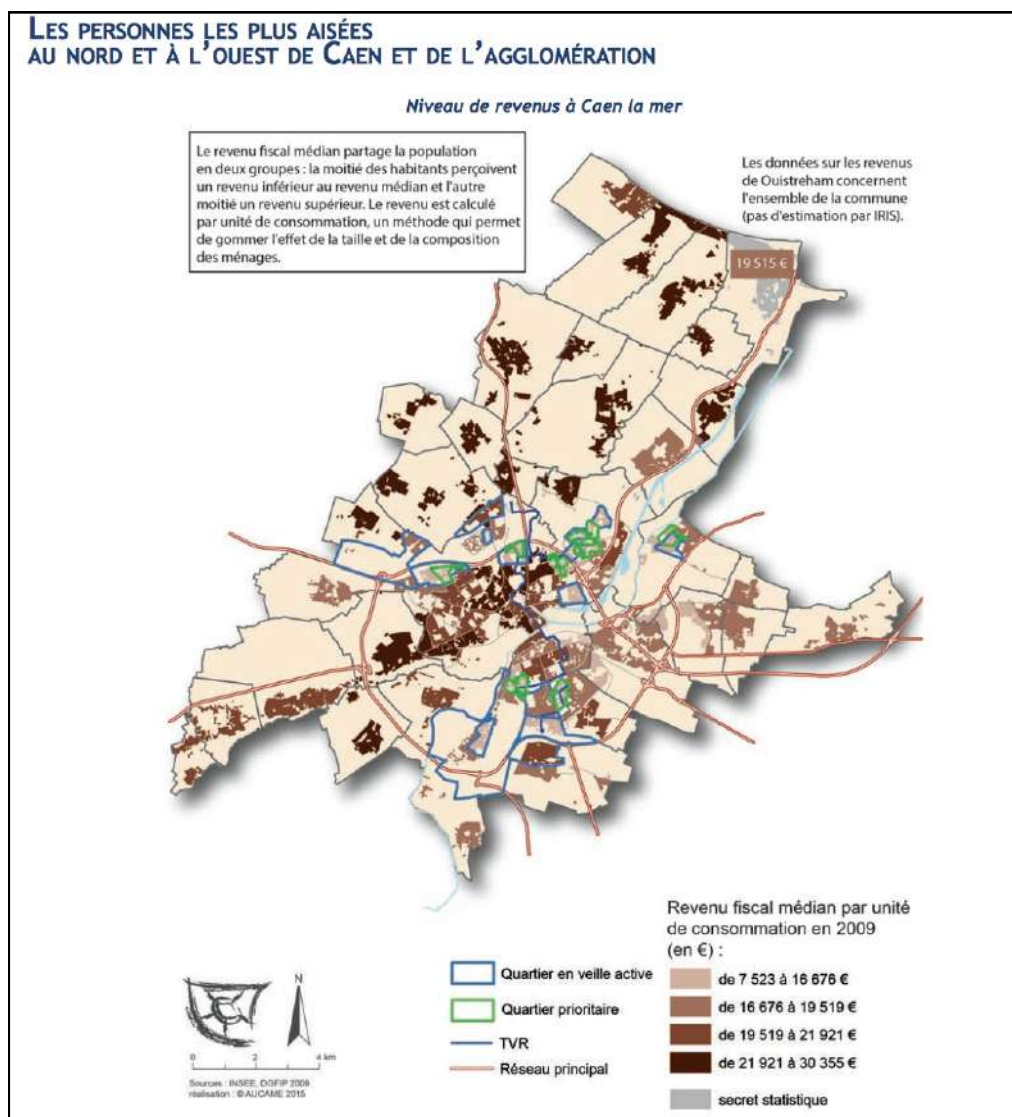 LES PERSONNES LES PLUS AISÉES
AU NORD ET À L'OUEST DE CAEN ET DE L'AGGLOMÉRATION
Niveau de revenus à Caen la mer
Le revenu fiscal médian partage la population
en deux groupes : la moitié des habitants perçoivent
un revenu inférieur au revenu médian et l'autre
moitié un revenu supérieur. Le revenu est calculé
par unité de consommation, un méthode qui permet
de gommer l'effet de la taille et de la composition
des ménages.
Les données sur les revenus
de Ouistreham concernent
l'ensemble de la commune
(pas d'estimation par IRIS).
19 515 €
Revenu fiscal médian par unité
de consommation en 2009
(en €) :
de 7 523 à 16 676 €
de 16 676 à 19 519 €
de 19 519 à 21 921 €
de 21 921 à 30 355 €
secret statistique
Quartier en veille active
Quartier prioritaire
TVR
Réseau principal
N
0 2 4 km
Sources : INSEE, DGFIP 2009
réalisation : © AUCAME 2015